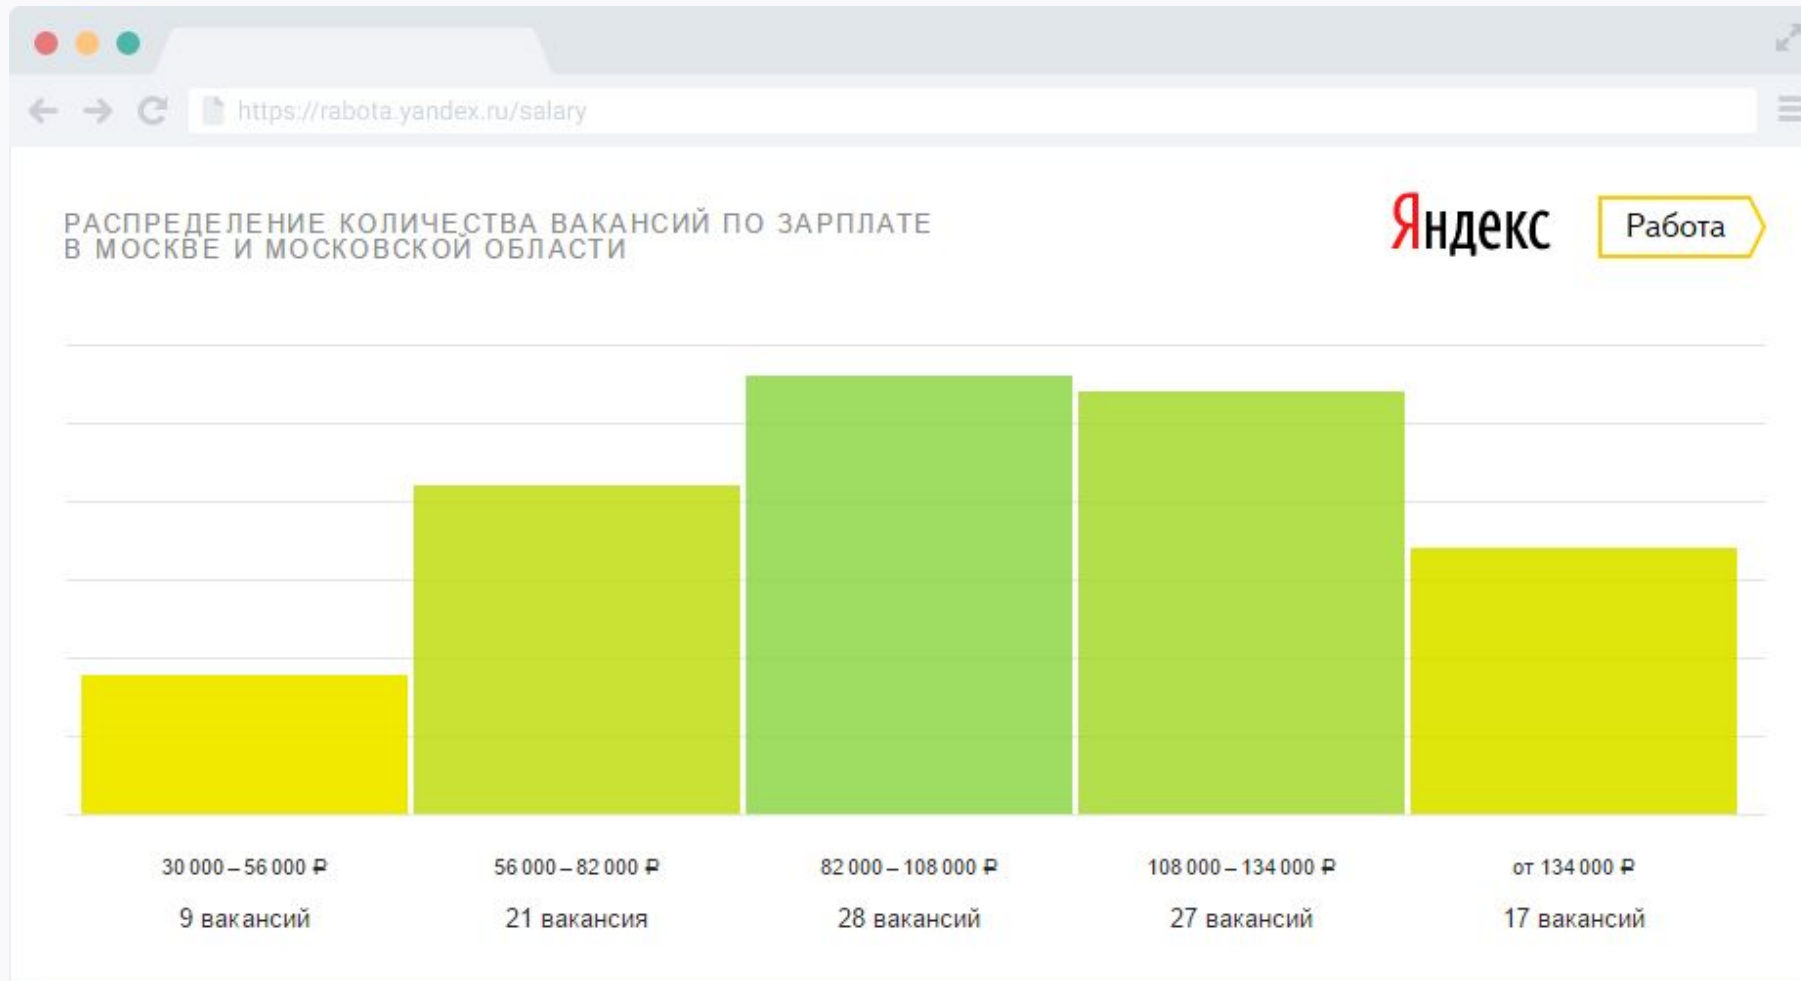 https://rabota.yandex.ru/salary
РАСПРЕДЕЛЕНИЕ КОЛИЧЕСТВА ВАКАНСИЙ ПО ЗАРПЛАТЕ
В МОСКВЕ И МОСКОВСКОЙ ОБЛАСТИ
Яндекс
Работа
30 000 – 56 000 ₽
56 000 – 82 000 ₽
82 000 – 108 000 ₽
108 000 – 134 000 ₽
от 134 000 ₽
9 вакансий
21 вакансия
28 вакансий
27 вакансий
17 вакансий